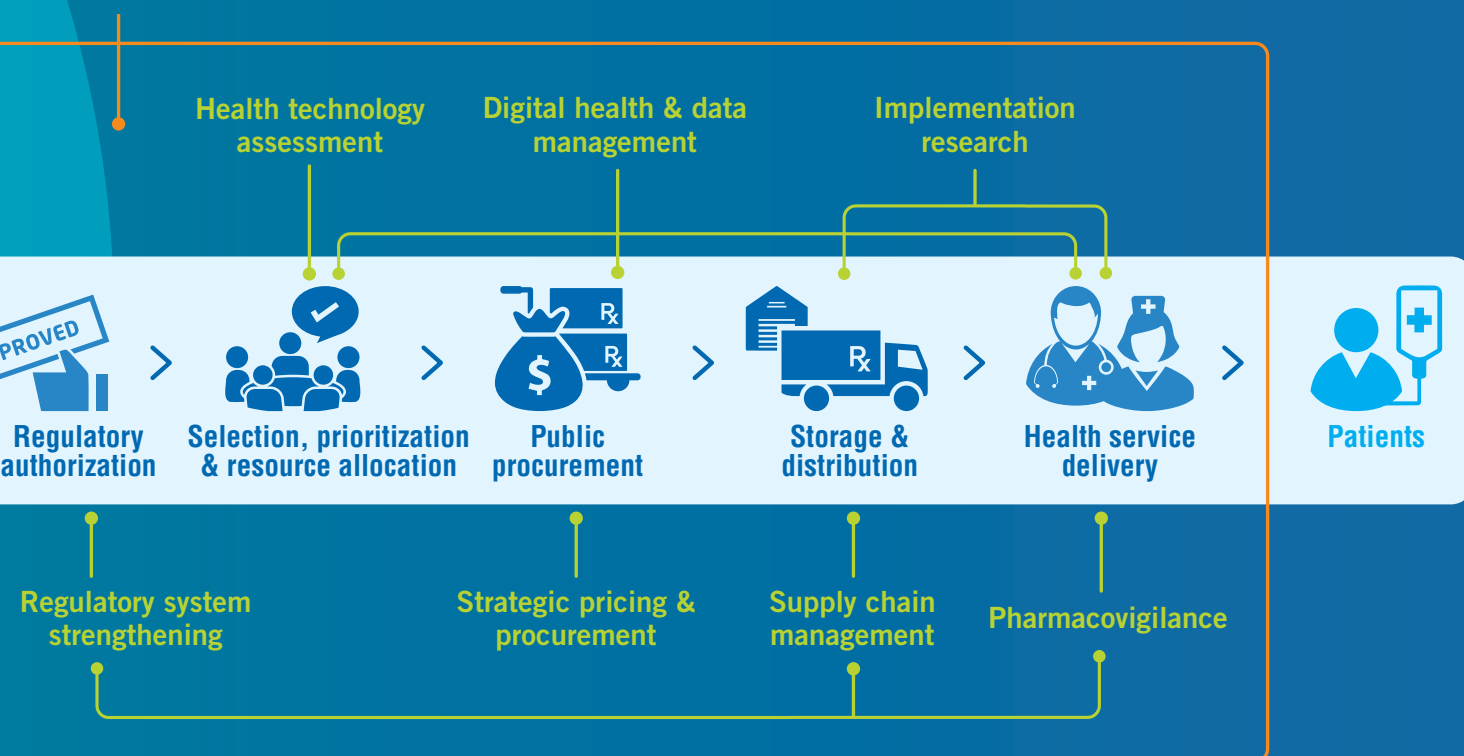 Health technology
assessment
Digital health & data
management
Implementation
research
PROVED
Rx
Rx
$
Rx
Regulatory
authorization
Selection, prioritization
& resource allocation
Public
procurement
Storage &
distribution
Health service
delivery
Patients
Regulatory system
strengthening
Strategic pricing &
procurement
Supply chain
management
Pharmacovigilance